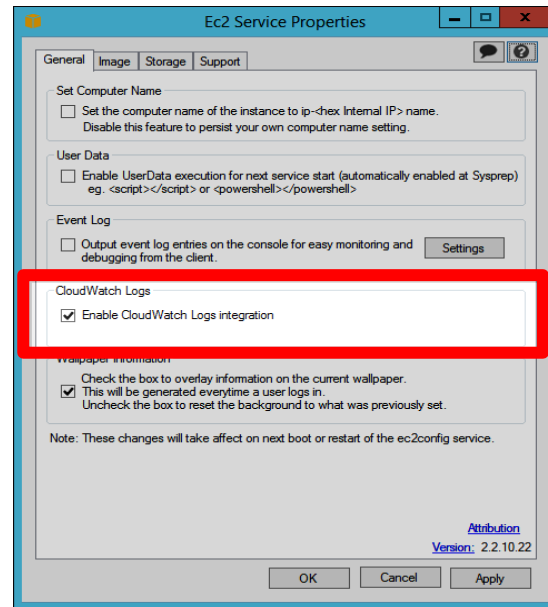 Ec2 Service Properties
General Image Storage Support
Set Computer Name
Set the computer name of the instance to ip-<hex Internal IP> name.
Disable this feature to persist your own computer name setting.
User Data
Enable UserData execution for next service start (automatically enabled at Sysprep)
eg. <script></script> or <powershell></powershell>
Event Log
Output event log entries on the console for easy monitoring and
debugging from the client.
Settings
CloudWatch Logs
Enable CloudWatch Logs integration
Wallpaper Information
Check the box to overlay information on the current wallpaper.
This will be generated everytime a user logs in.
Uncheck the box to reset the background to what was previously set.
Note: These changes will take affect on next boot or restart of the ec2config service.
Attribution
Version: 2.2.10.22
OK Cancel Apply